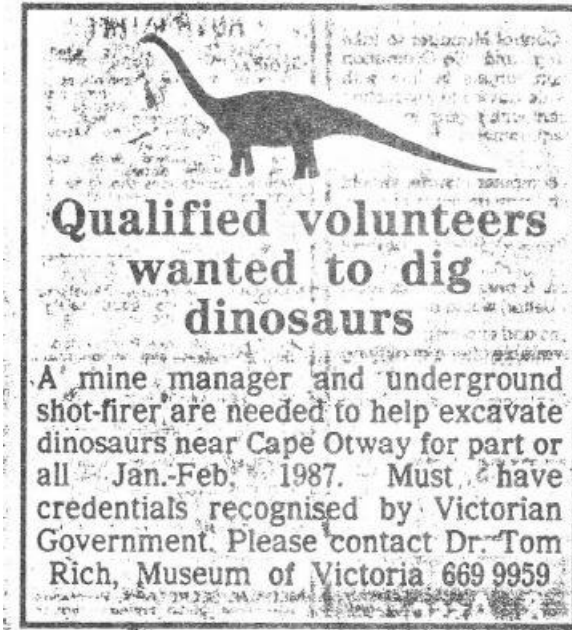 Qualified volunteers
wanted to dig
dinosaurs
A mine manager and underground
shot-firer are needed to help excavate
dinosaurs near Cape Otway for part or
all Jan.-Feb, 1987. Must have
credentials recognised by Victorian
Government. Please contact Dr. Tom
Rich, Museum of Victoria 669 9959